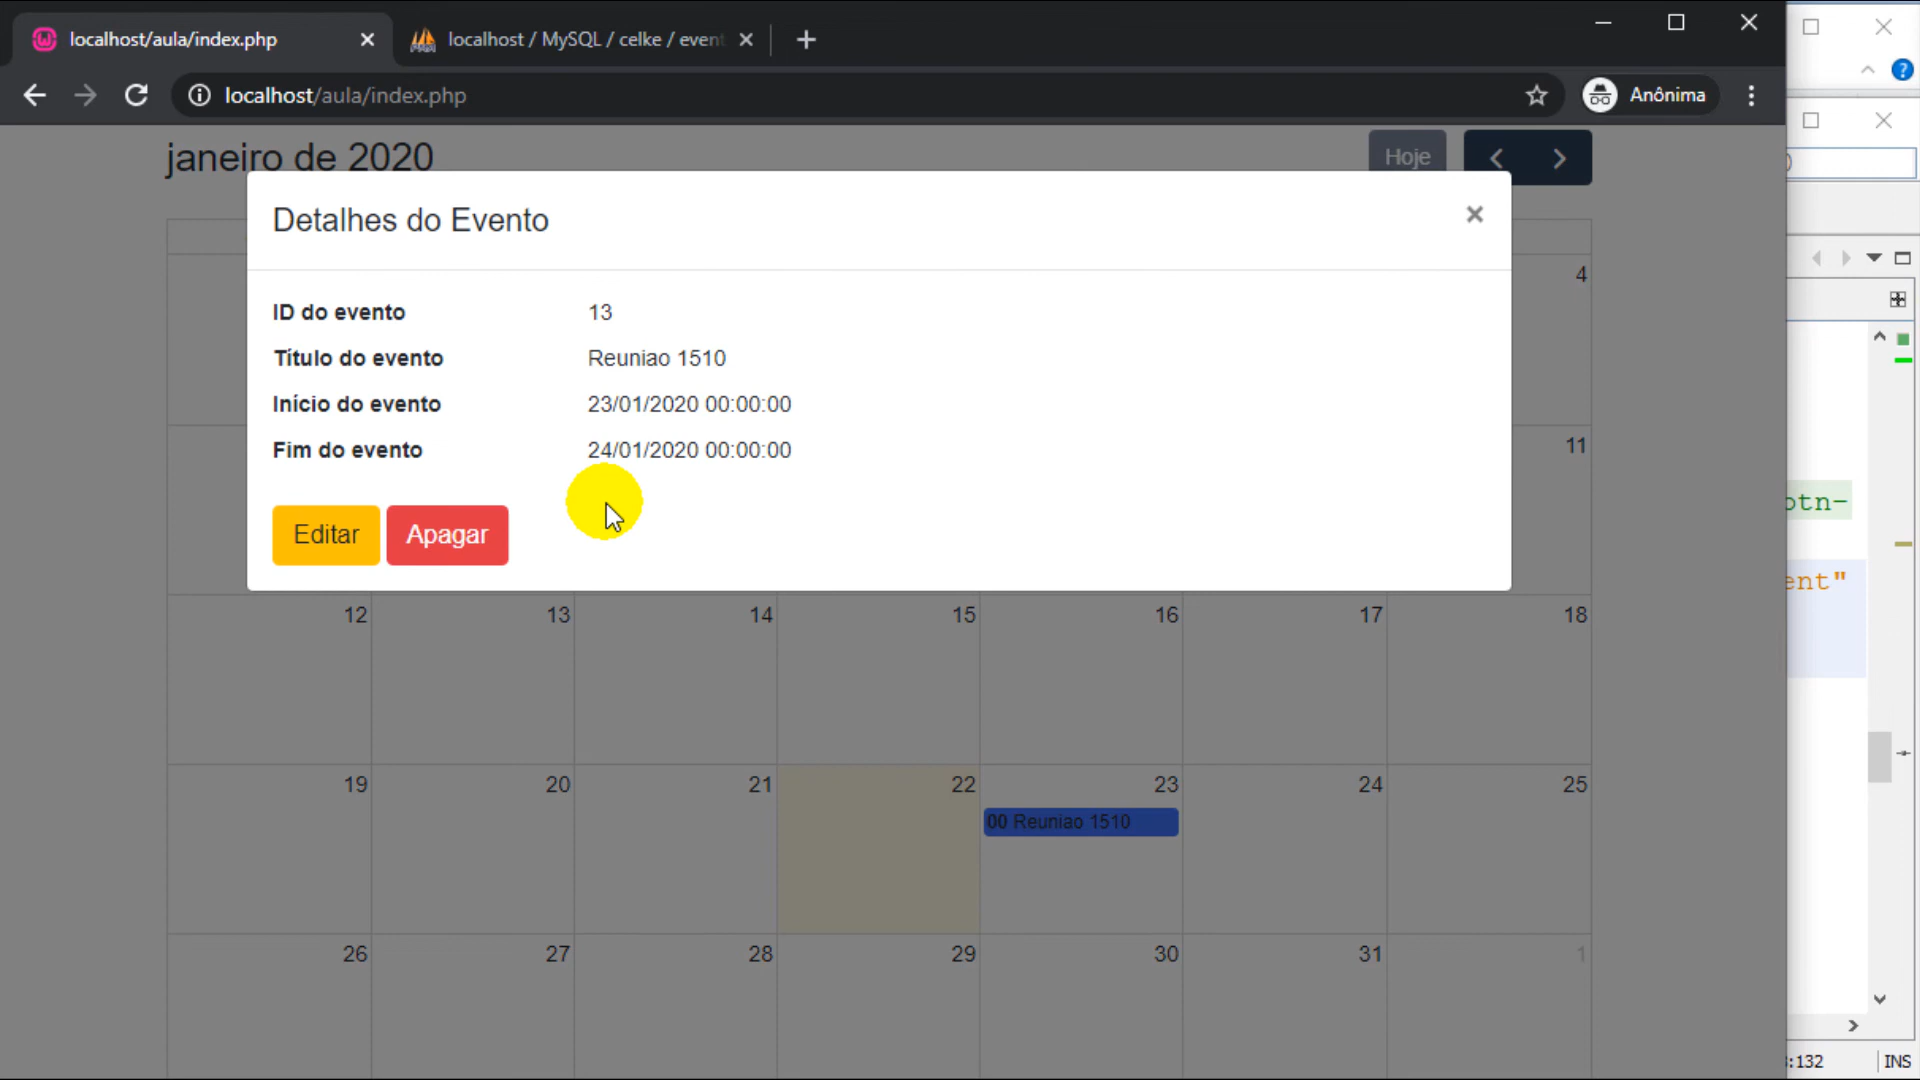 localhost/aula/index.php
localhost / MySQL / celke / event
localhost/aula/index.php
Anônima
janeiro de 2020
Hoje
Detalhes do Evento
ID do evento 13
Título do evento Reuniao 1510
Início do evento 23/01/2020 00:00:00
Fim do evento 24/01/2020 00:00:00
Editar Apagar
4
11
12 13 14 15 16 17 18
19 20 21 22 23 24 25
00 Reuniao 1510
26 27 28 29 30 31 1
btn-
ent"
:132 INS